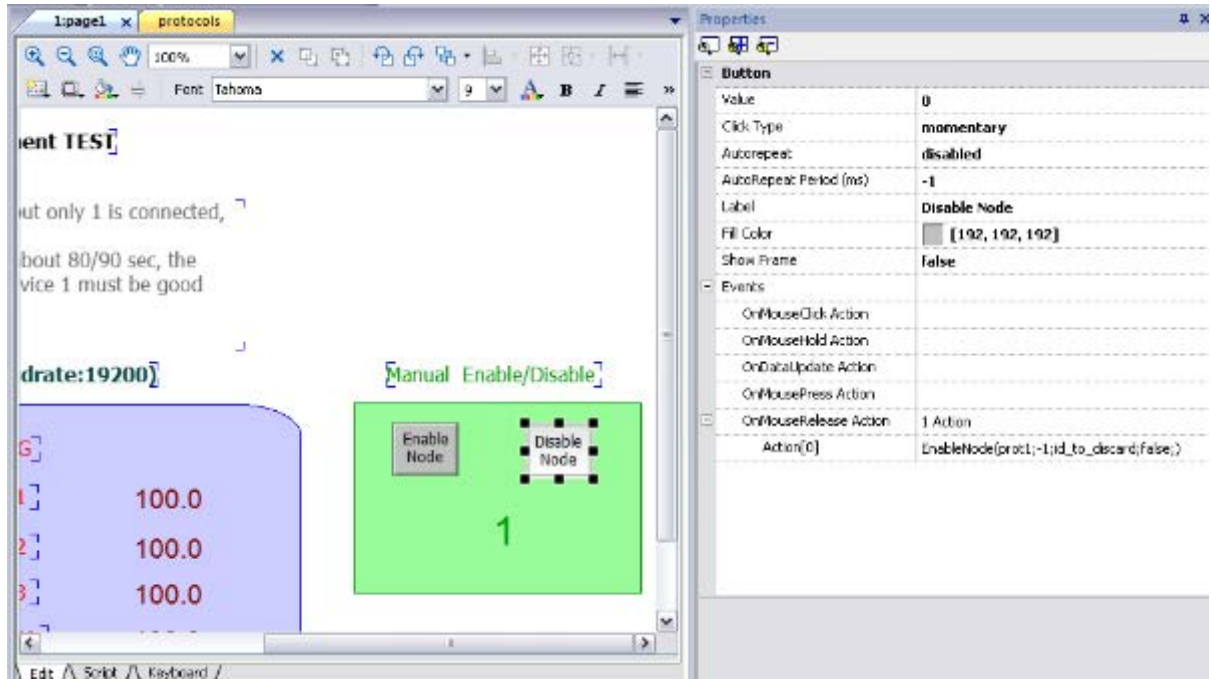 1:page1 x
protocols
100%
Font Tahoma
9
A B I
ent TEST
ut only 1 is connected,
bout 80/90 sec, the
vice 1 must be good
drate:19200)
G
1
100.0
2
100.0
3
100.0
Manual Enable/Disable
Enable
Node
Disable
Node
1
Edit
Script
Keyboard
Properties
Button
Value 0
Click Type momentary
Autorepeat disabled
AutoRepeat Period (ms) -1
Label Disable Node
Fill Color [192, 192, 192]
Show Frame false
Events
OnMouseClick Action
OnMouseHold Action
OnDataUpdate Action
OnMousePress Action
OnMouseRelease Action 1 Action
Action[0] EnableNode(prot1;-1;id_to_discard;false;)